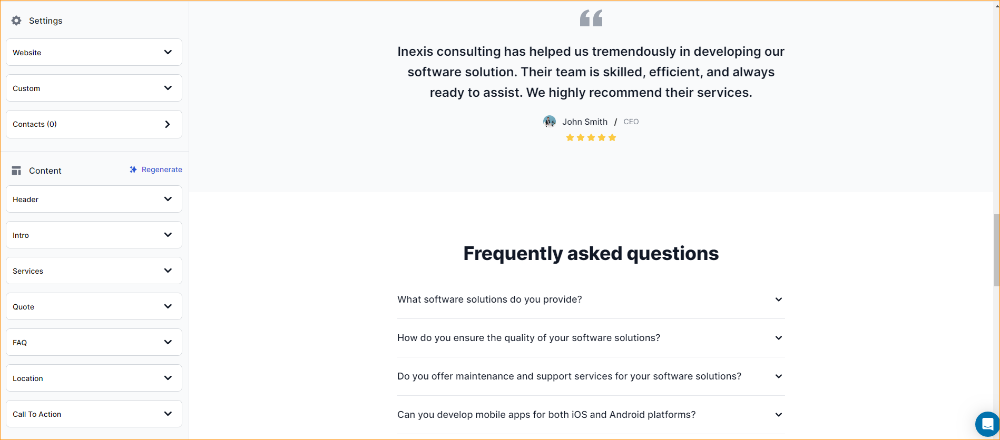 Settings
Website
Custom
Contacts (0)
Content
Regenerate
Header
Intro
Services
Quote
FAQ
Location
Call To Action
Inexis consulting has helped us tremendously in developing our
software solution. Their team is skilled, efficient, and always
ready to assist. We highly recommend their services.
John Smith / CEO
Frequently asked questions
What software solutions do you provide?
How do you ensure the quality of your software solutions?
Do you offer maintenance and support services for your software solutions?
Can you develop mobile apps for both iOS and Android platforms?